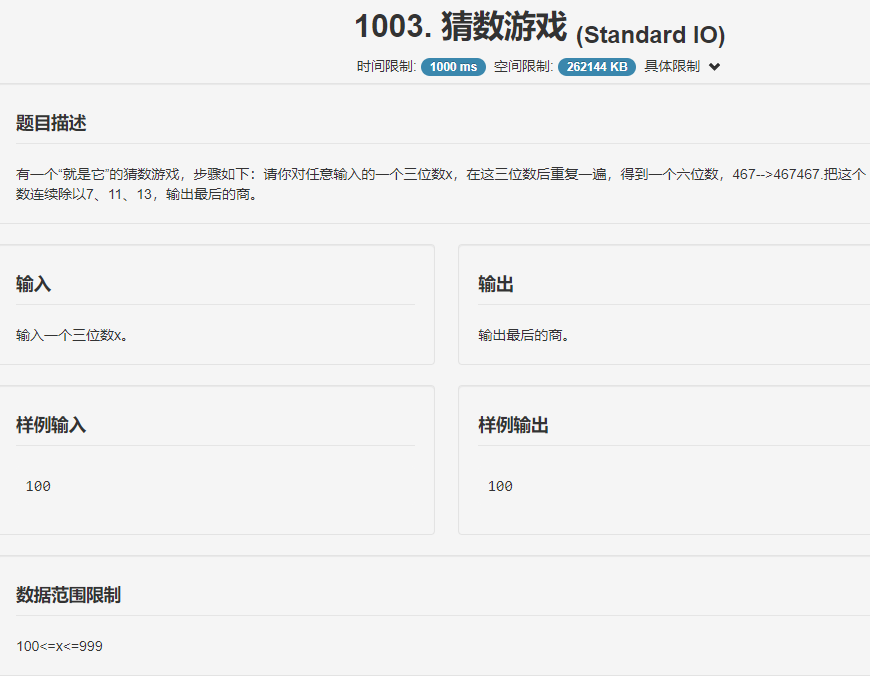 1003. 猜数游戏 (Standard IO)
时间限制: 1000 ms 空间限制: 262144 KB 具体限制
题目描述
有一个“就是它”的猜数游戏，步骤如下：请你对任意输入的一个三位数x，在这三位数后重复一遍，得到一个六位数，467-->467467.把这个
数连续除以7、11、13，输出最后的商。
输入
输入一个三位数x。
输出
输出最后的商。
样例输入
100
样例输出
100
数据范围限制
100<=x<=999